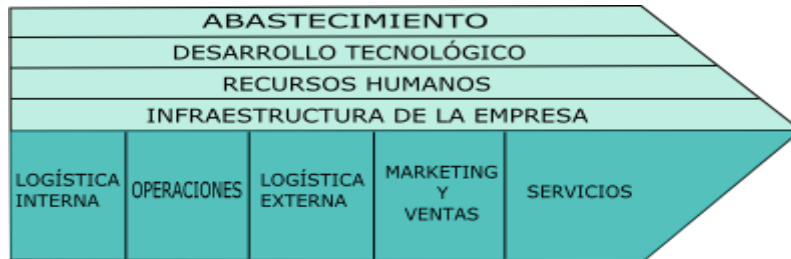 ABASTECIMIENTO
DESARROLLO TECNOLÓGICO
RECURSOS HUMANOS
INFRAESTRUCTURA DE LA EMPRESA
LOGÍSTICA
INTERNA
OPERACIONES
LOGÍSTICA
EXTERNA
MARKETING
Y
VENTAS
SERVICIOS